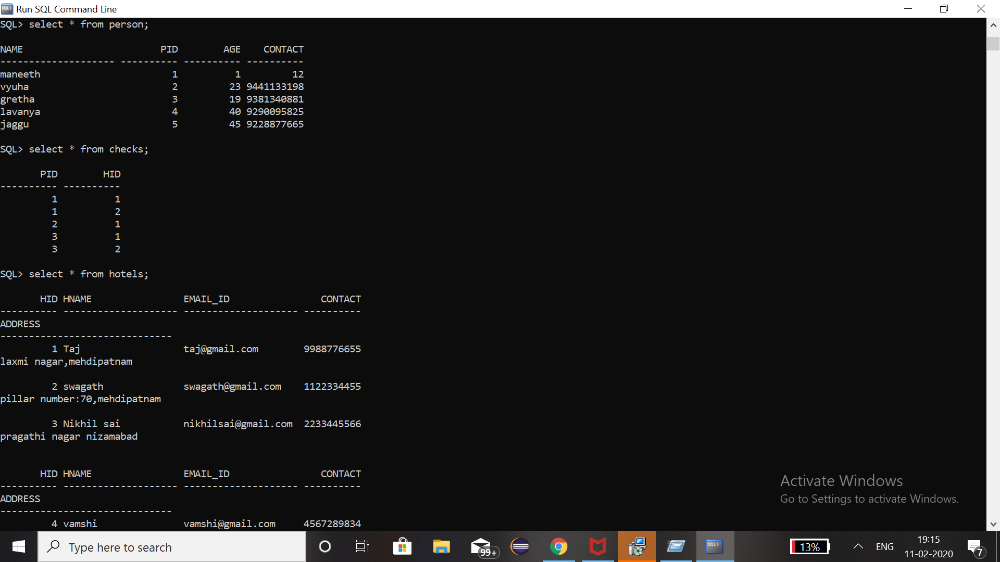 Run SQL Command Line
SQL> select * from person;
NAME                        PID        AGE    CONTACT
-------------------- ---------- ---------- ----------
maneeth                       1          1         12
vyuha                         2         23 9441133198
gretha                        3         19 9381340881
lavanya                       4         40 9290095825
jaggu                         5         45 9228877665
SQL> select * from checks;
       PID        HID
---------- ----------
         1          1
         1          2
         2          1
         3          1
         3          2
SQL> select * from hotels;
       HID HNAME                EMAIL_ID                CONTACT
---------- -------------------- -------------------- ----------
ADDRESS
------------------------------
         1 Taj                  taj@gmail.com        9988776655
laxmi nagar,mehdipatnam
         2 swagath              swagath@gmail.com    1122334455
pillar number:70,mehdipatnam
         3 Nikhil sai           nikhilsai@gmail.com  2233445566
pragathi nagar nizamabad
       HID HNAME                EMAIL_ID                CONTACT
---------- -------------------- -------------------- ----------
ADDRESS
------------------------------
         4 vamshi               vamshi@gmail.com     4567289834
Activate Windows
Go to Settings to activate Windows.
Type here to search
99+
SQL>
13%
ENG
19:15
11-02-2020
7